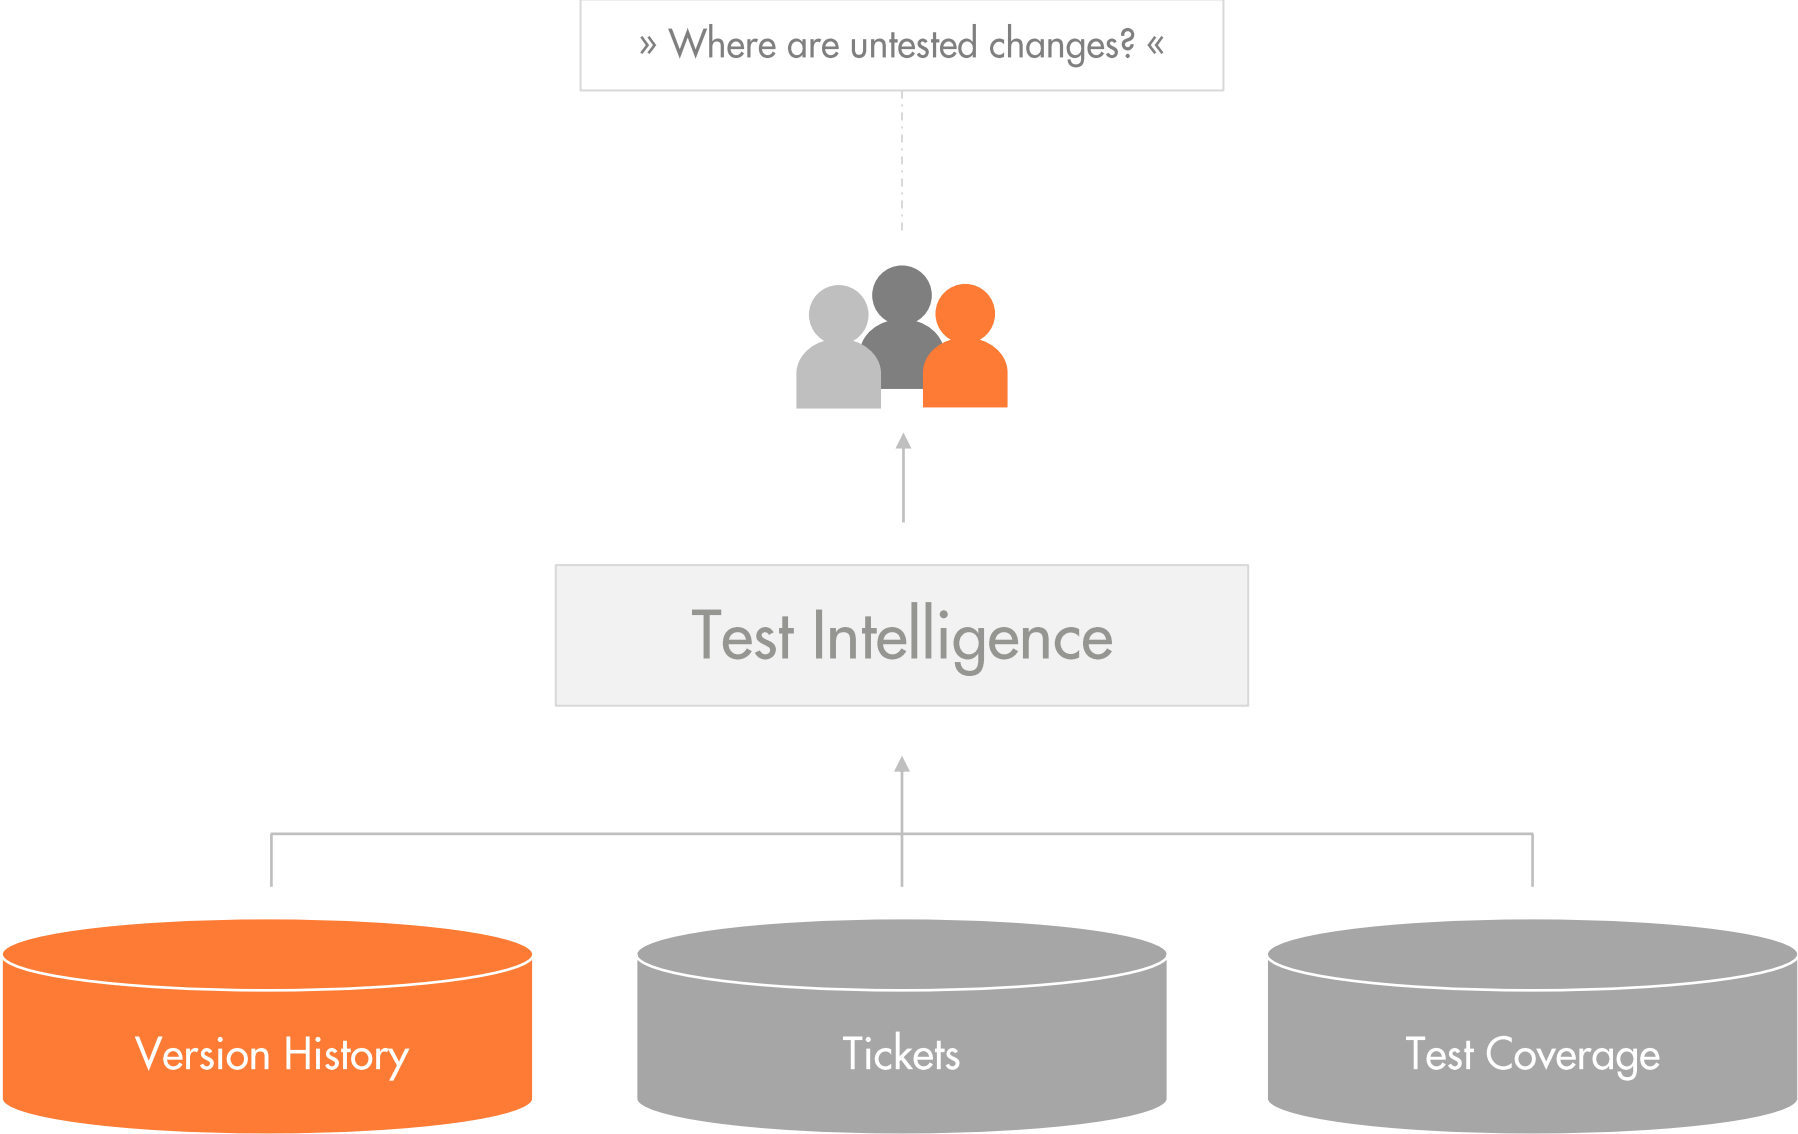 » Where are untested changes? «
Test Intelligence
Version History
Tickets
Test Coverage